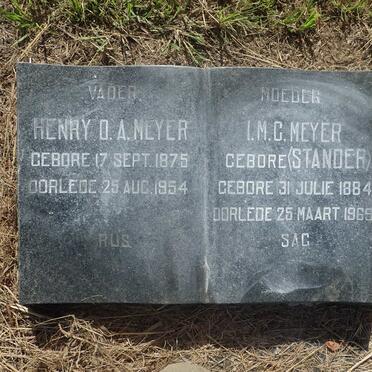 VADER
HENRY D.A. MEYER
GEBORE 17 SEPT. 1875
OORLEDE 25 AUG. 1954
RUS
MOEDER
I.M.C. MEYER
GEBORE (STANDER)
GEBORE 31 JULIE 1884
OORLEDE 25 MAART 1969
SAG